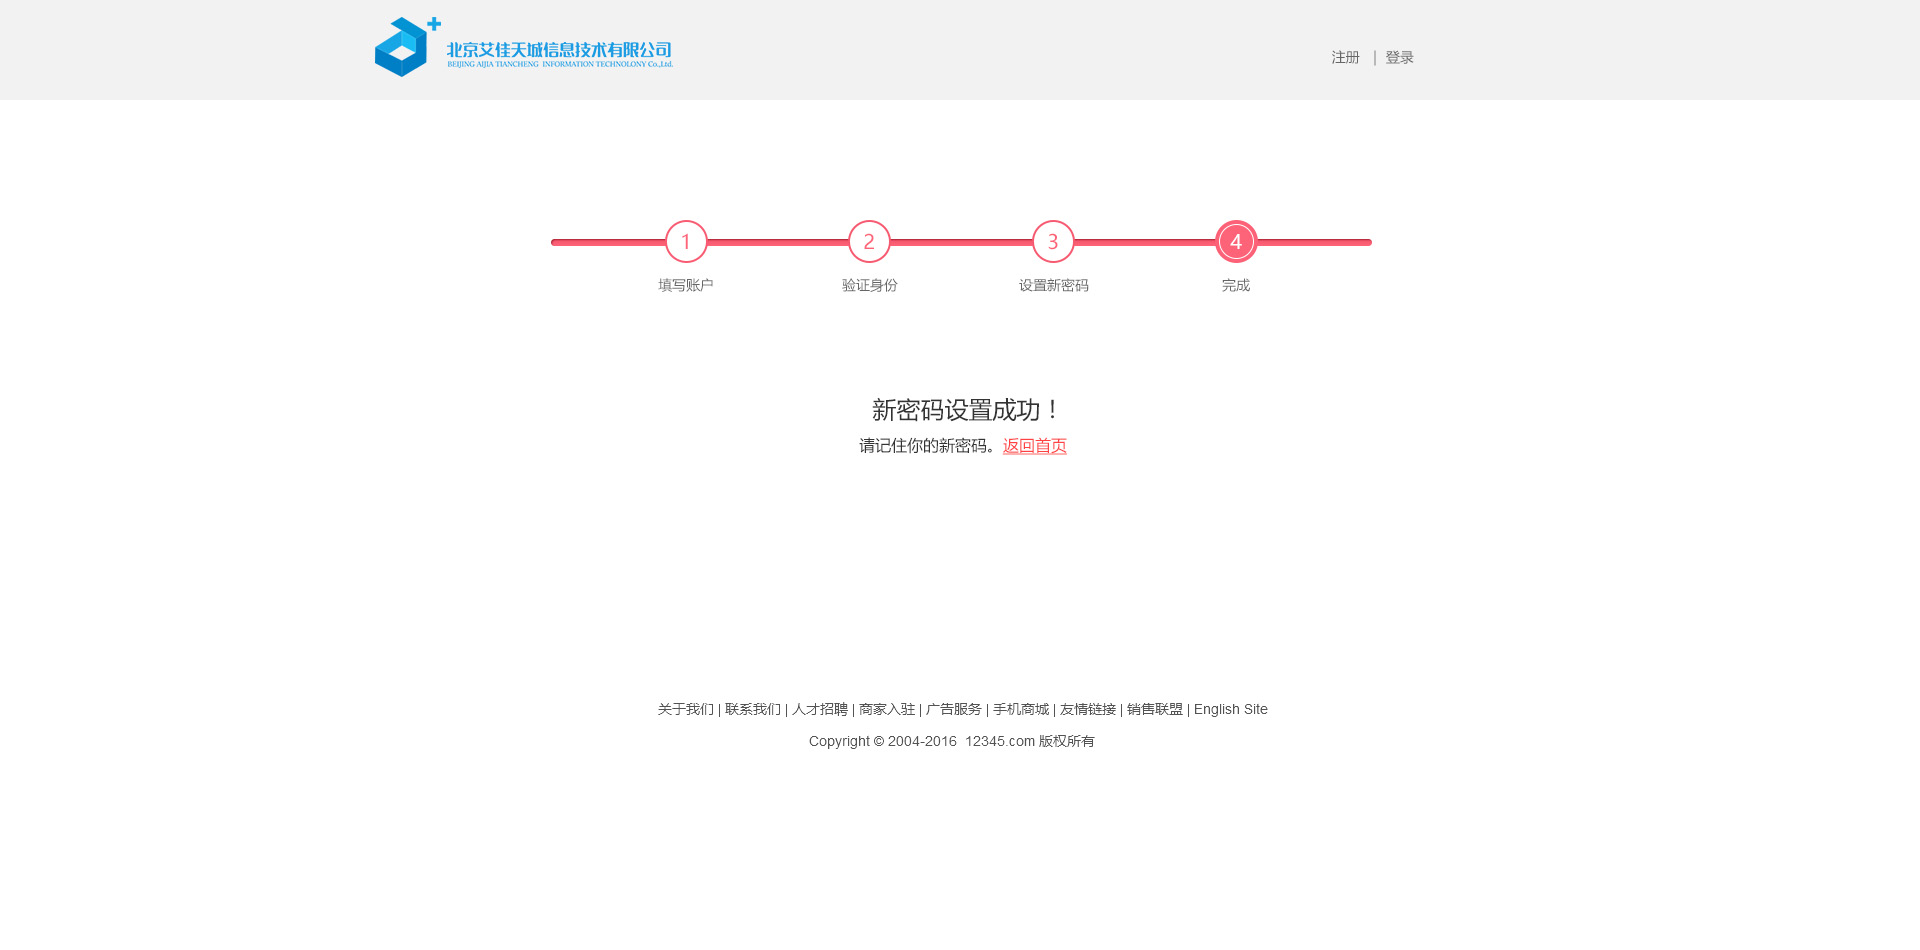 北京艾佳天诚信息技术有限公司
BEIJING AIJIA TIANCHENG INFORMATION TECHNOLONY Co.,Ltd.
注册 | 登录
1 2 3 4
填写账户 验证身份 设置新密码 完成
新密码设置成功！
请记住你的新密码。返回首页
关于我们 | 联系我们 | 人才招聘 | 商家入驻 | 广告服务 | 手机商城 | 友情链接 | 销售联盟 | English Site
Copyright © 2004-2016 12345.com 版权所有